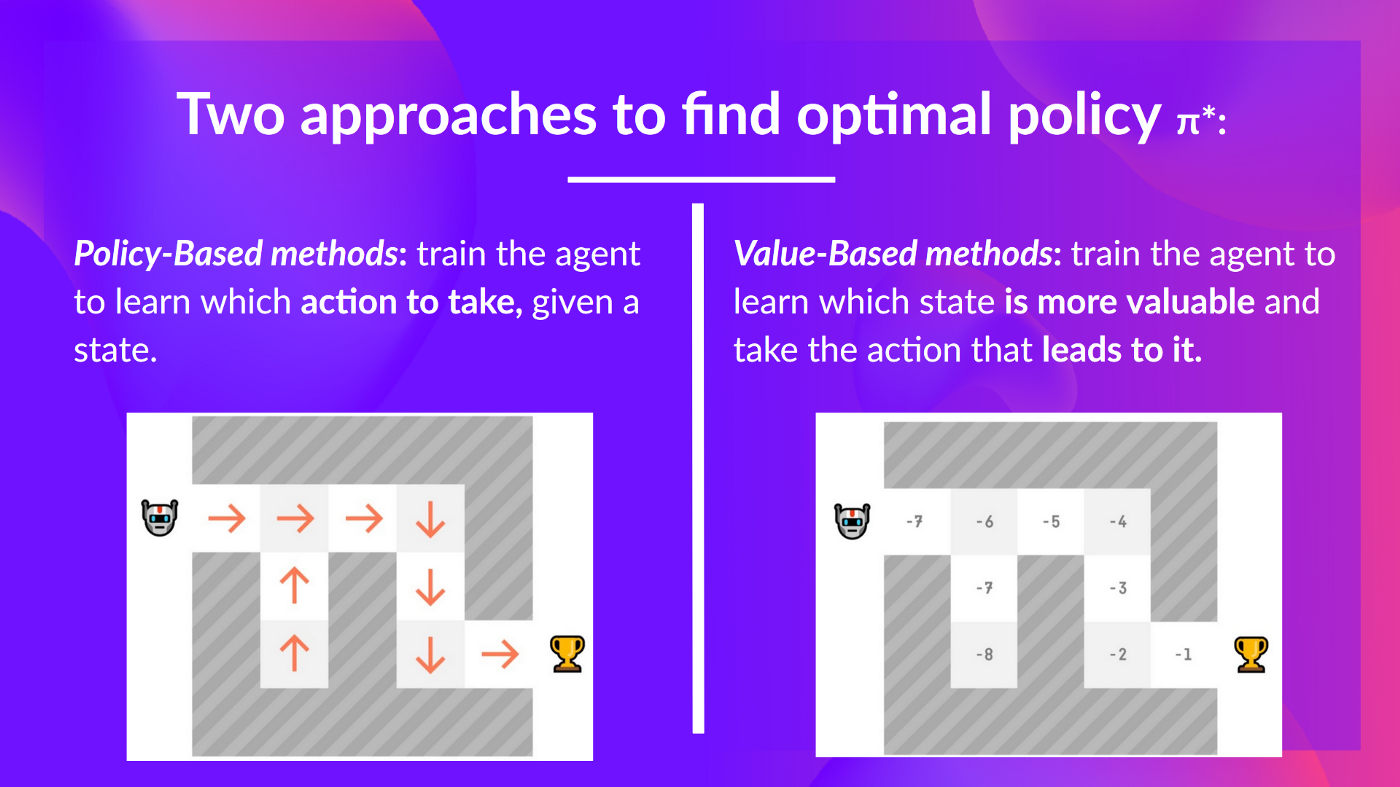 Two approaches to find optimal policy π*:
Policy-Based methods: train the agent
to learn which action to take, given a
state.
Value-Based methods: train the agent to
learn which state is more valuable and
take the action that leads to it.
→ → → ↓
↑ ↓
↑ ↓ →
-7 -6 -5 -4
-7 -3
-8 -2 -1